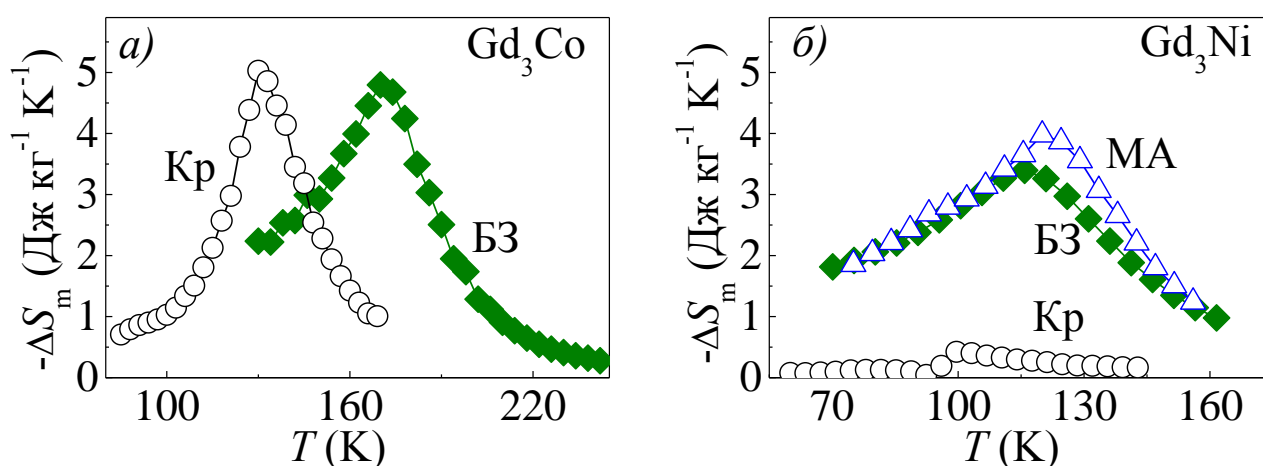 а)
Gd₃Co
-ΔSₘ (Дж кг⁻¹ К⁻¹)
5
4
3
2
1
0
Кр
БЗ
100
160
220
T (K)
б)
Gd₃Ni
-ΔSₘ (Дж кг⁻¹ К⁻¹)
5
4
3
2
1
0
МА
БЗ
Кр
70
100
130
160
T (K)